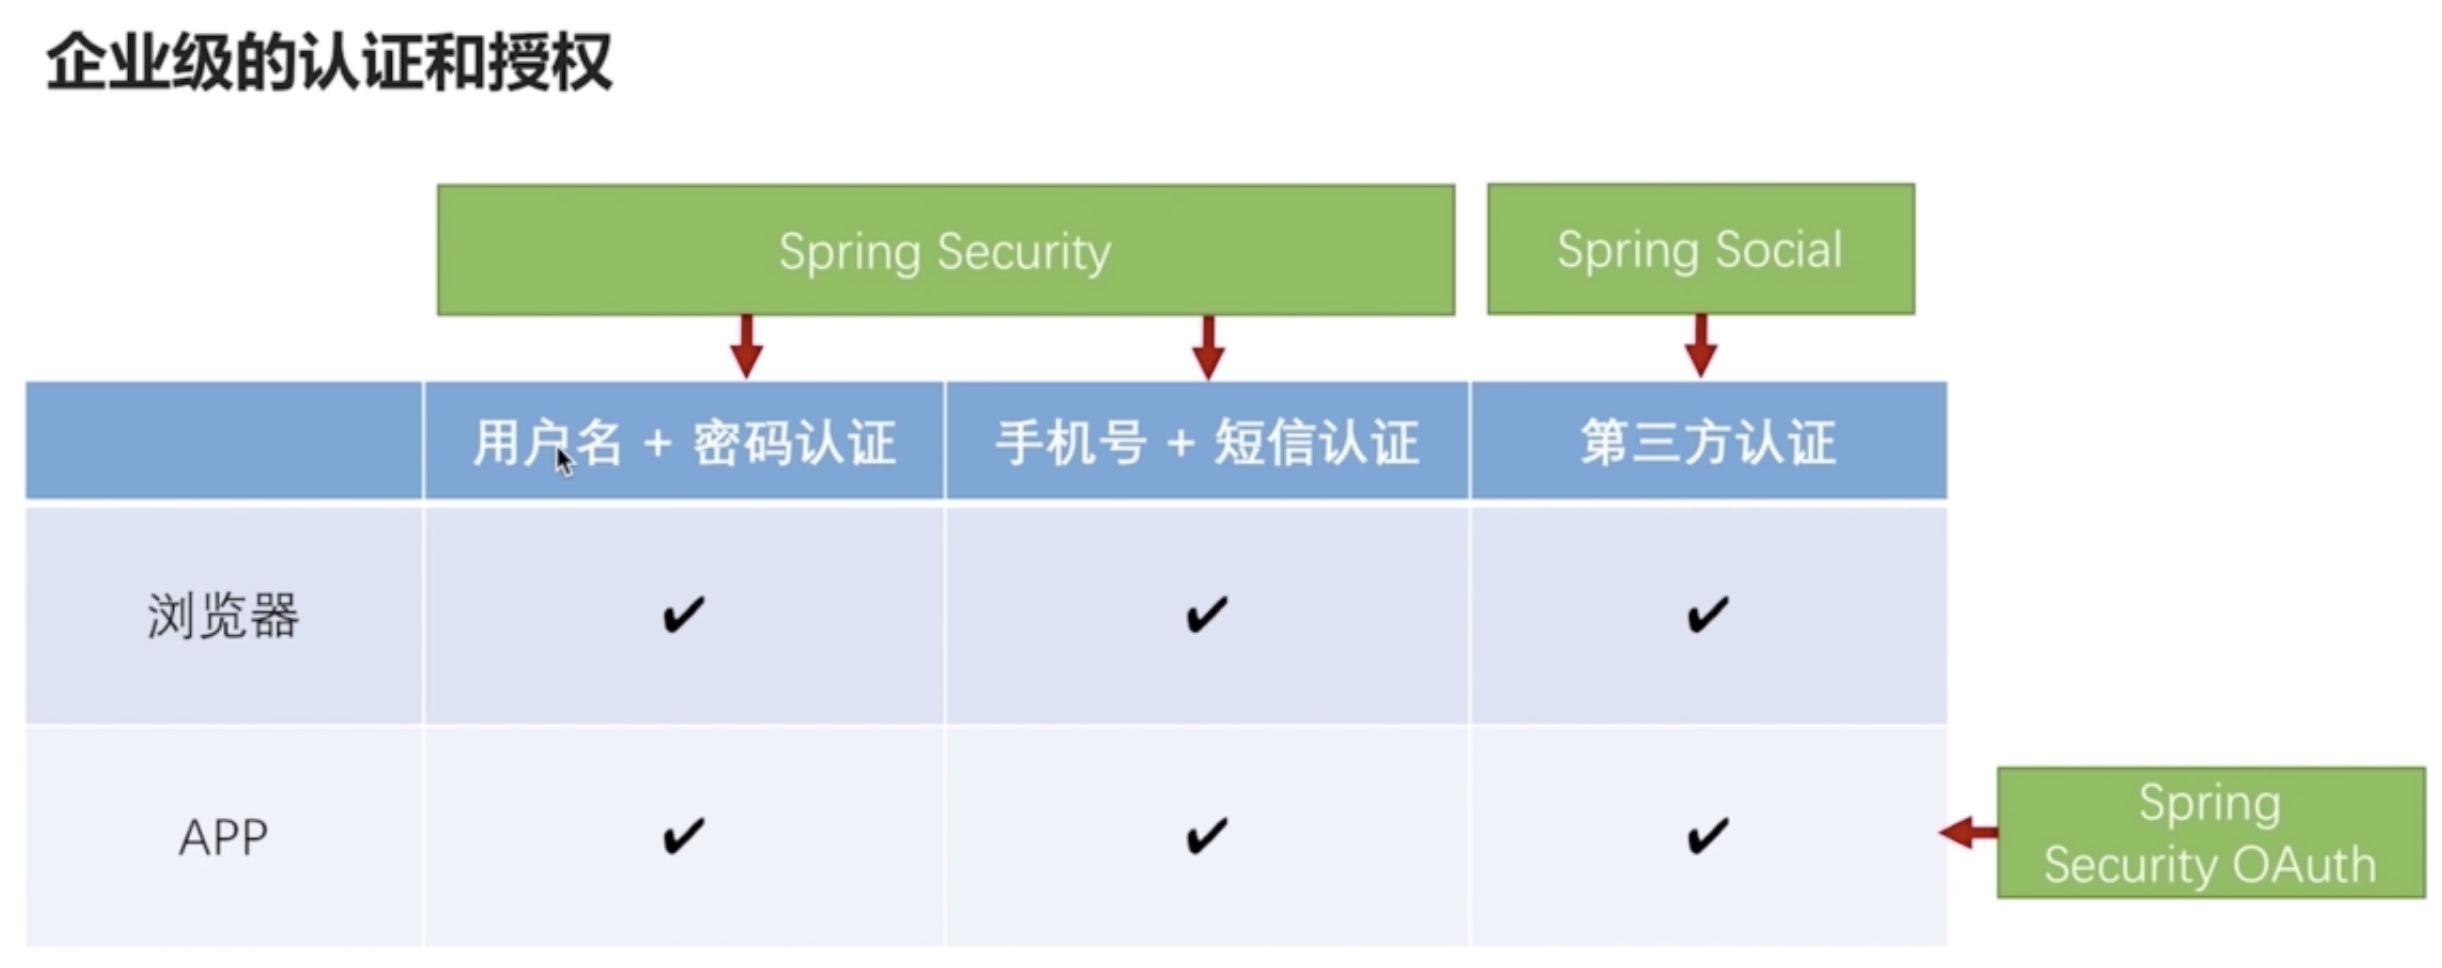 企业级的认证和授权
Spring Security
Spring Social
用户名 + 密码认证
手机号 + 短信认证
第三方认证
浏览器
✔
✔
✔
APP
✔
✔
✔
Spring
Security OAuth